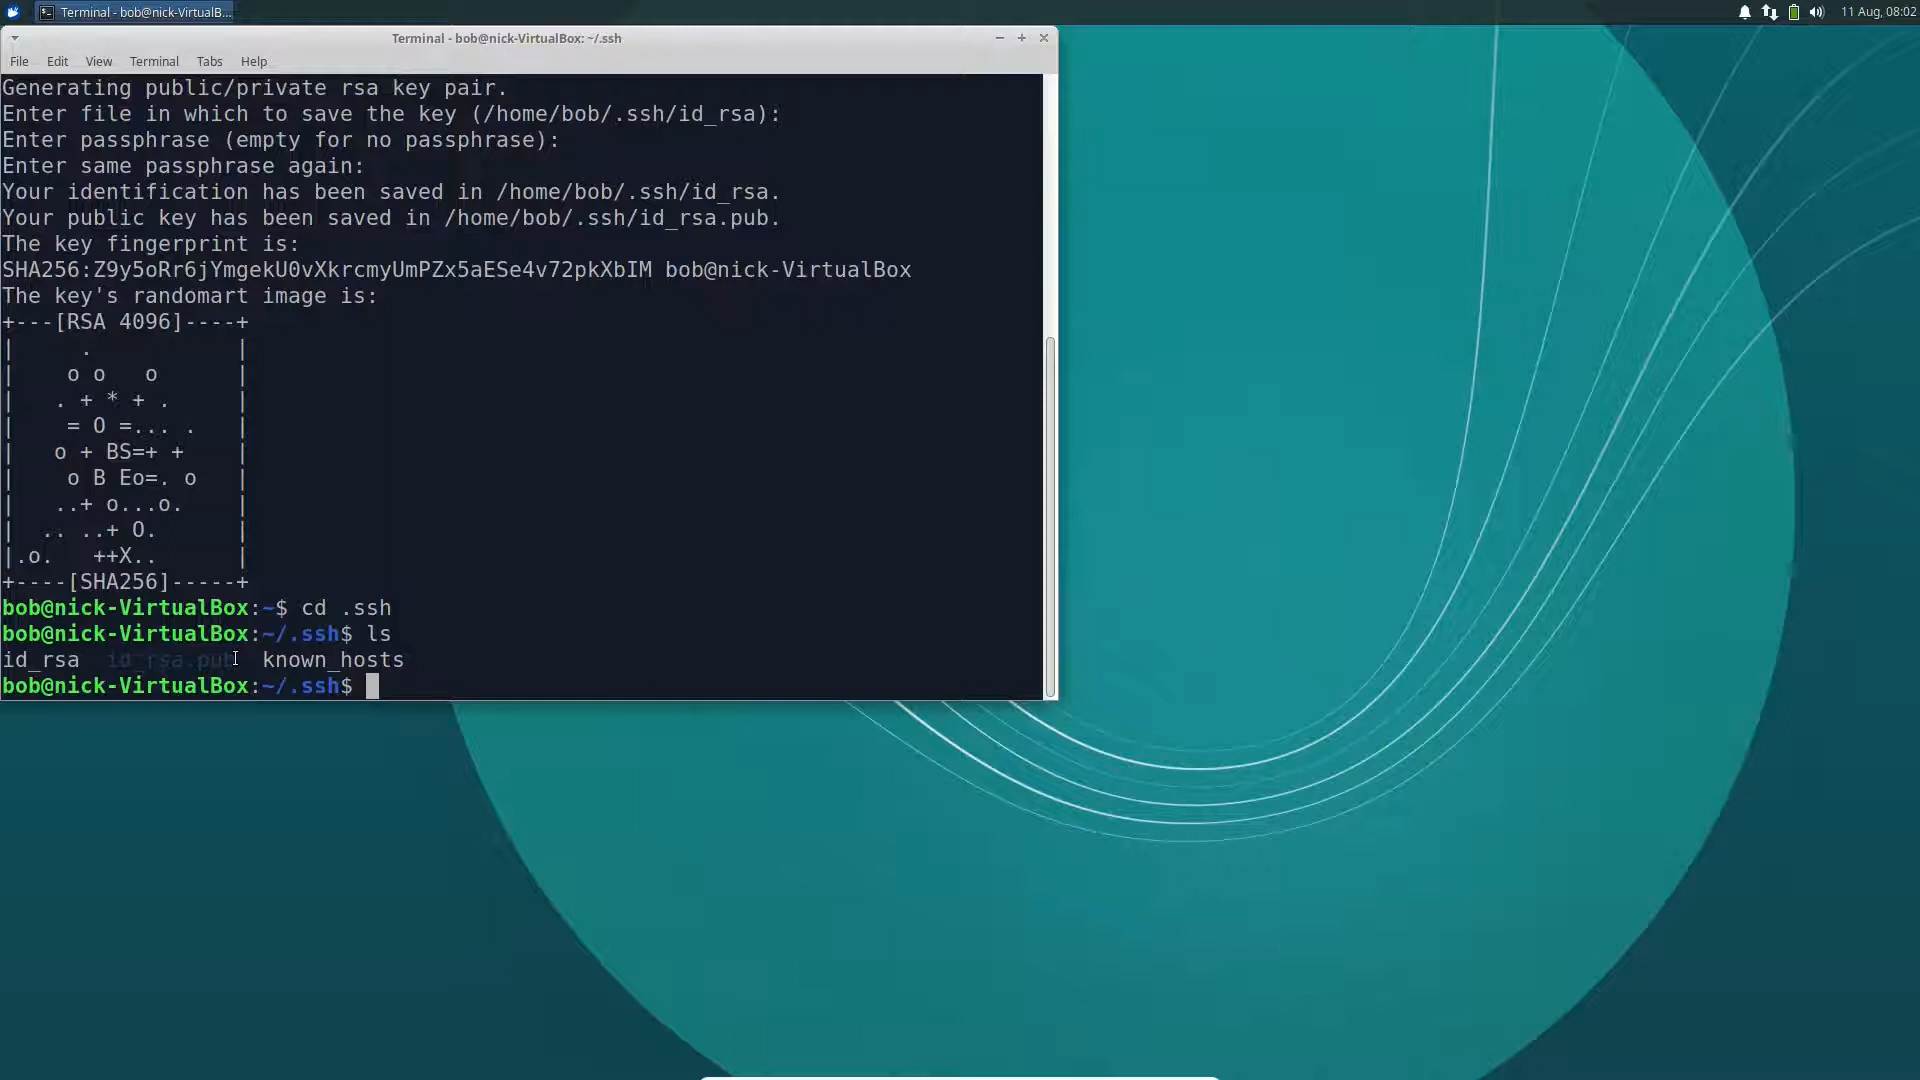 Terminal - bob@nick-VirtualB...
11 Aug, 08:02
Terminal - bob@nick-VirtualBox: ~/.ssh
File Edit View Terminal Tabs Help
Generating public/private rsa key pair.
Enter file in which to save the key (/home/bob/.ssh/id_rsa):
Enter passphrase (empty for no passphrase):
Enter same passphrase again:
Your identification has been saved in /home/bob/.ssh/id_rsa.
Your public key has been saved in /home/bob/.ssh/id_rsa.pub.
The key fingerprint is:
SHA256:Z9y5oRr6jYmgekU0vXkrcmyUmPZx5aESe4v72pkXbIM bob@nick-VirtualBox
The key's randomart image is:
+---[RSA 4096]----+
|     .           |
|    o o   o      |
|   . + * + .     |
|    = O =... .   |
|   o + BS=+ +    |
|    o B Eo=. o   |
|   ..+ o...o.    |
|  .. ..+ O.      |
|.o.   ++X..      |
+----[SHA256]-----+
bob@nick-VirtualBox:~$ cd .ssh
bob@nick-VirtualBox:~/.ssh$ ls
id_rsa  id_rsa.pub  known_hosts
bob@nick-VirtualBox:~/.ssh$